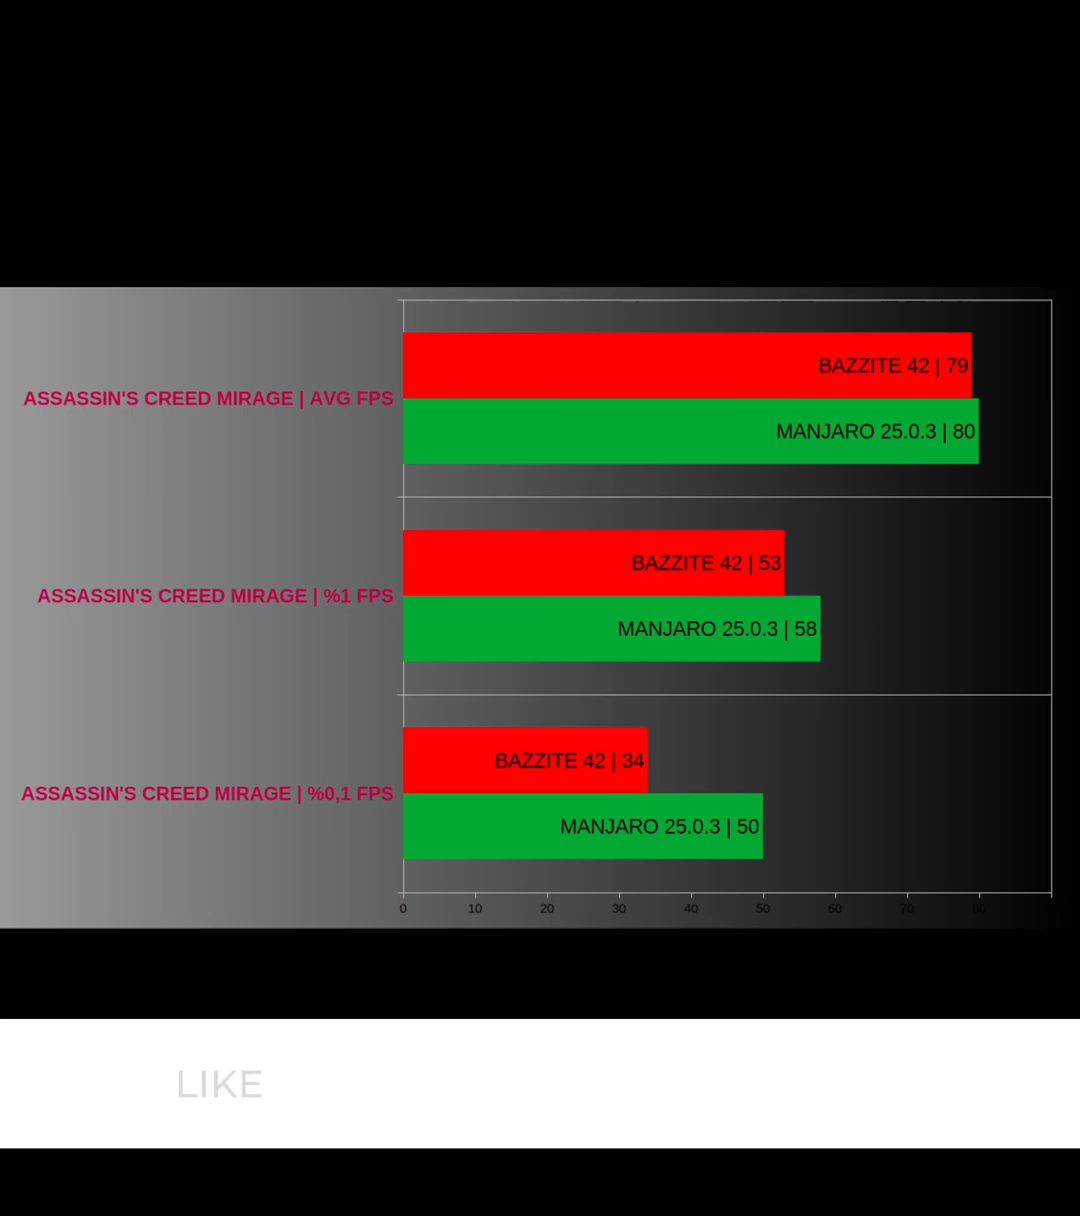 BAZZITE 42 | 79
ASSASSIN'S CREED MIRAGE | AVG FPS
MANJARO 25.0.3 | 80
BAZZITE 42 | 53
ASSASSIN'S CREED MIRAGE | %1 FPS
MANJARO 25.0.3 | 58
BAZZITE 42 | 34
ASSASSIN'S CREED MIRAGE | %0,1 FPS
MANJARO 25.0.3 | 50
0 10 20 30 40 50 60 70 80
LIKE